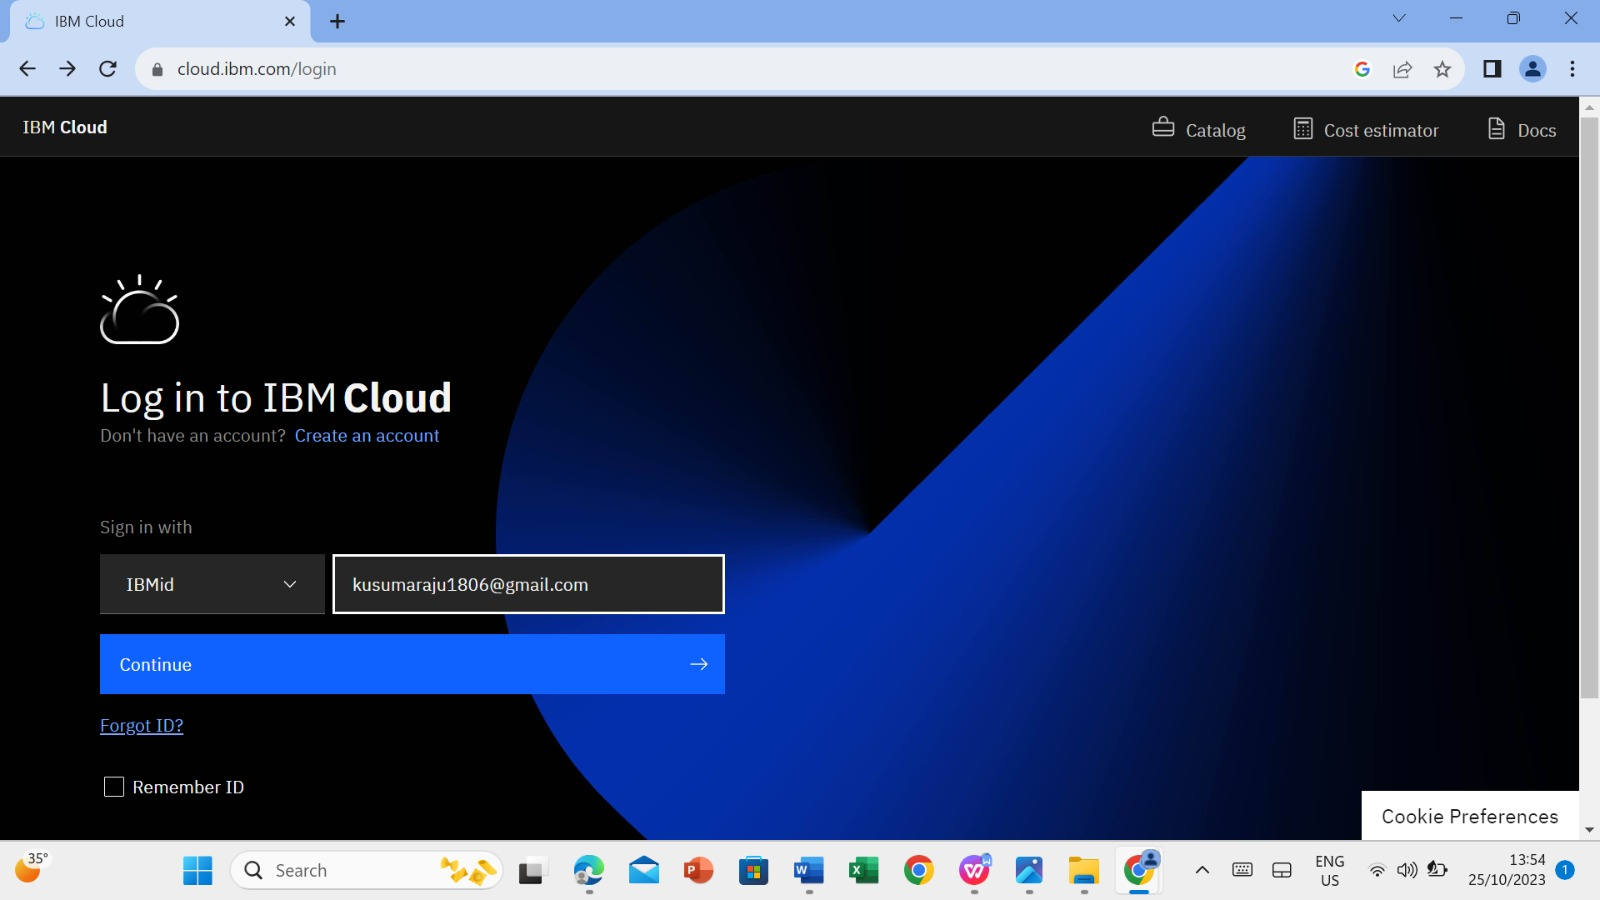 IBM Cloud
cloud.ibm.com/login
IBM Cloud
Catalog
Cost estimator
Docs
Log in to IBM Cloud
Don't have an account? Create an account
Sign in with
IBMid
kusumaraju1806@gmail.com
Continue
Forgot ID?
Remember ID
Cookie Preferences
35°
Search
ENG
US
13:54
25/10/2023
1